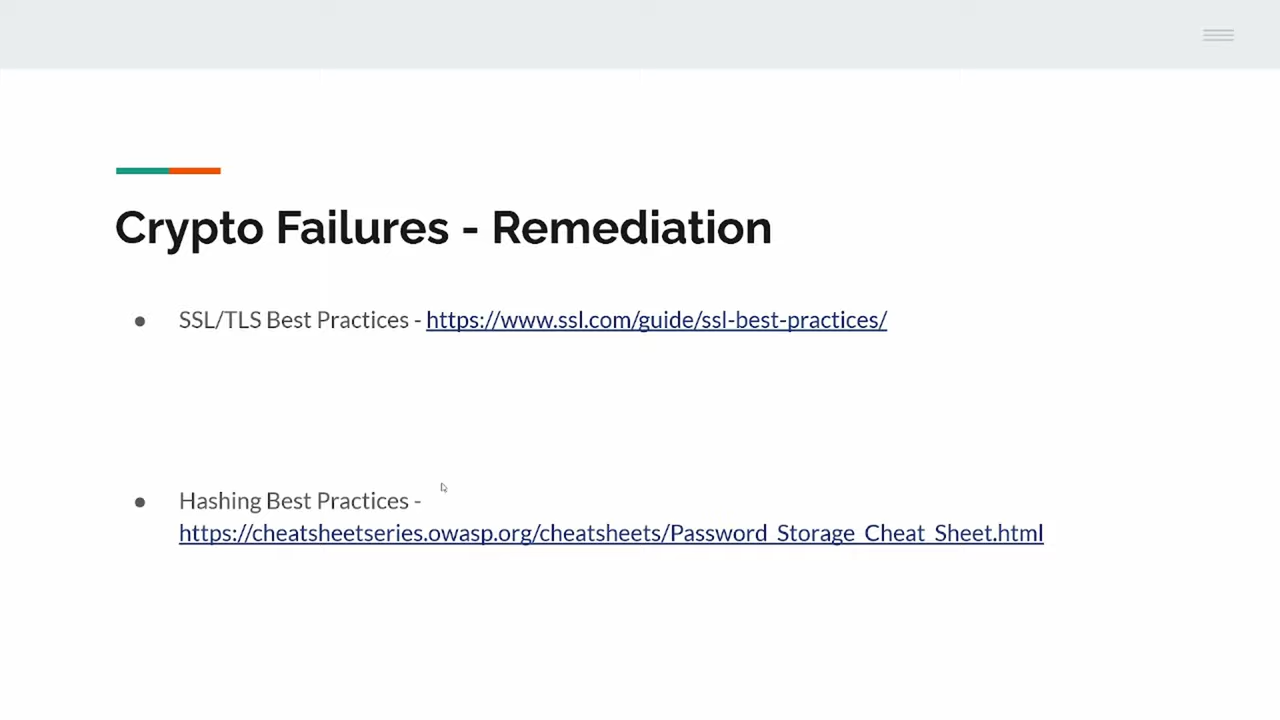 Crypto Failures - Remediation
● SSL/TLS Best Practices - https://www.ssl.com/guide/ssl-best-practices/
● Hashing Best Practices -
https://cheatsheetseries.owasp.org/cheatsheets/Password_Storage_Cheat_Sheet.html